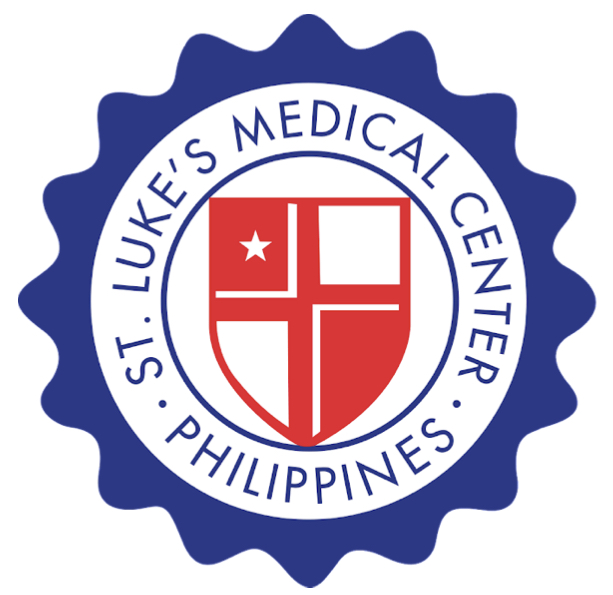 ST. LUKE'S MEDICAL CENTER
• PHILIPPINES •